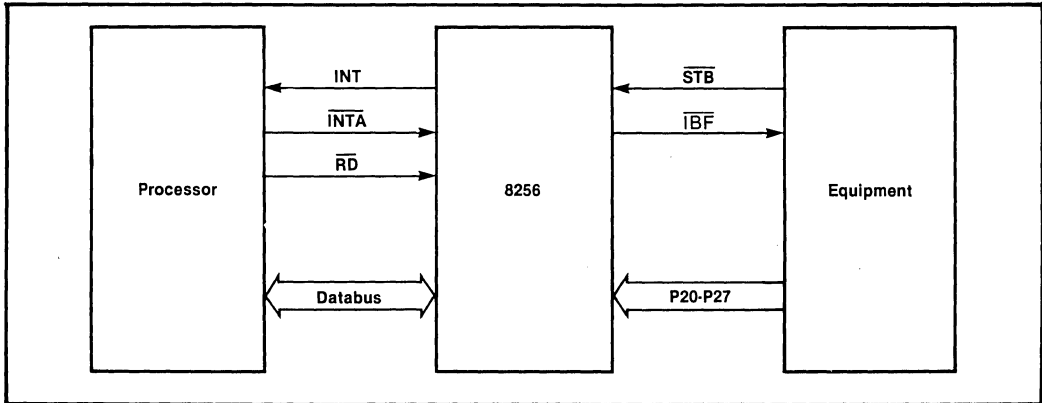 INT
STB
INTA
IBF
RD
Processor
8256
Equipment
Databus
P20-P27